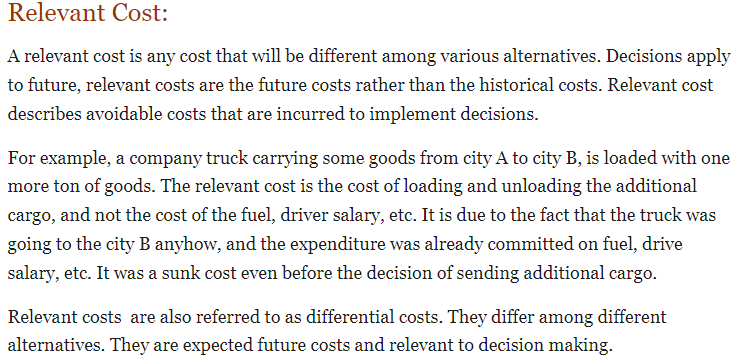 Relevant Cost:
A relevant cost is any cost that will be different among various alternatives. Decisions apply
to future, relevant costs are the future costs rather than the historical costs. Relevant cost
describes avoidable costs that are incurred to implement decisions.
For example, a company truck carrying some goods from city A to city B, is loaded with one
more ton of goods. The relevant cost is the cost of loading and unloading the additional
cargo, and not the cost of the fuel, driver salary, etc. It is due to the fact that the truck was
going to the city B anyhow, and the expenditure was already committed on fuel, drive
salary, etc. It was a sunk cost even before the decision of sending additional cargo.
Relevant costs  are also referred to as differential costs. They differ among different
alternatives. They are expected future costs and relevant to decision making.